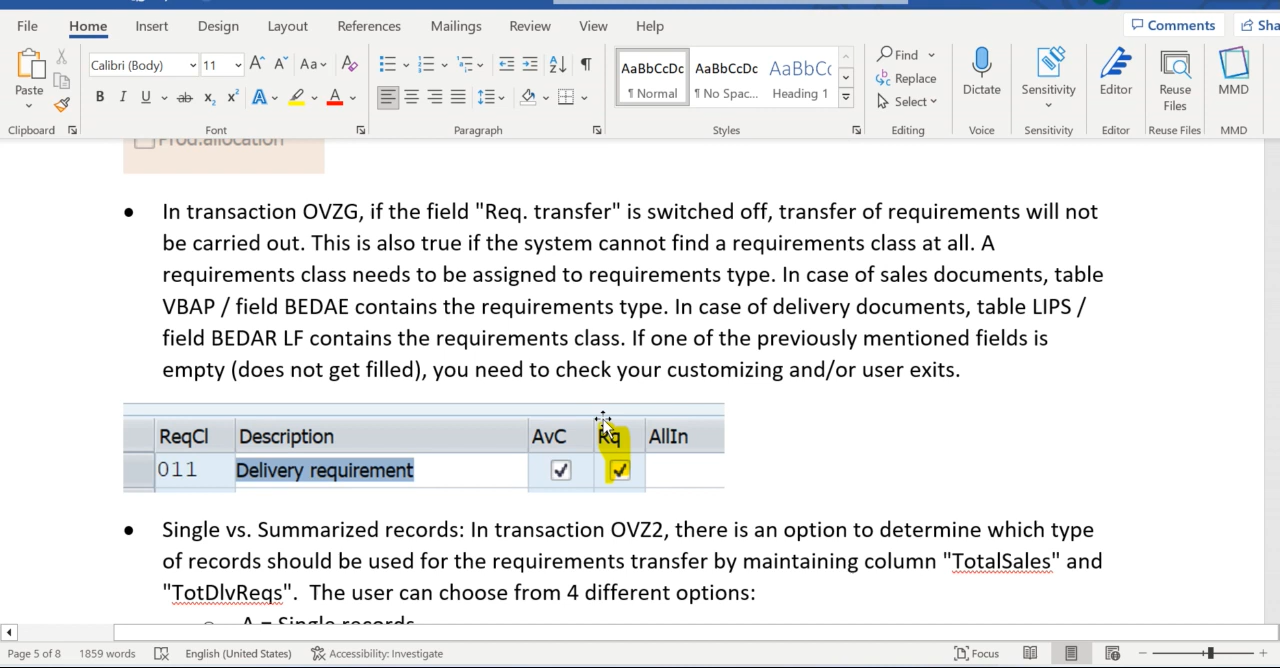 File Home Insert Design Layout References Mailings Review View Help Comments Sha
Calibri (Body) 11 Aa AaBbCcDc AaBbCcDc AaBbCc Find
Paste ¶ Normal ¶ No Spac... Heading 1 Replace Select Dictate Sensitivity Editor Reuse Files MMD
Clipboard Font Paragraph Styles Editing Voice Sensitivity Editor Reuse Files MMD
Prod.allocation
• In transaction OVZG, if the field "Req. transfer" is switched off, transfer of requirements will not
be carried out. This is also true if the system cannot find a requirements class at all. A
requirements class needs to be assigned to requirements type. In case of sales documents, table
VBAP / field BEDAE contains the requirements type. In case of delivery documents, table LIPS /
field BEDAR LF contains the requirements class. If one of the previously mentioned fields is
empty (does not get filled), you need to check your customizing and/or user exits.
ReqCl Description AvC Rq AllIn
011 Delivery requirement
• Single vs. Summarized records: In transaction OVZ2, there is an option to determine which type
of records should be used for the requirements transfer by maintaining column "TotalSales" and
"TotDlvReqs". The user can choose from 4 different options:
A = Single records
Page 5 of 8 1859 words English (United States) Accessibility: Investigate Focus